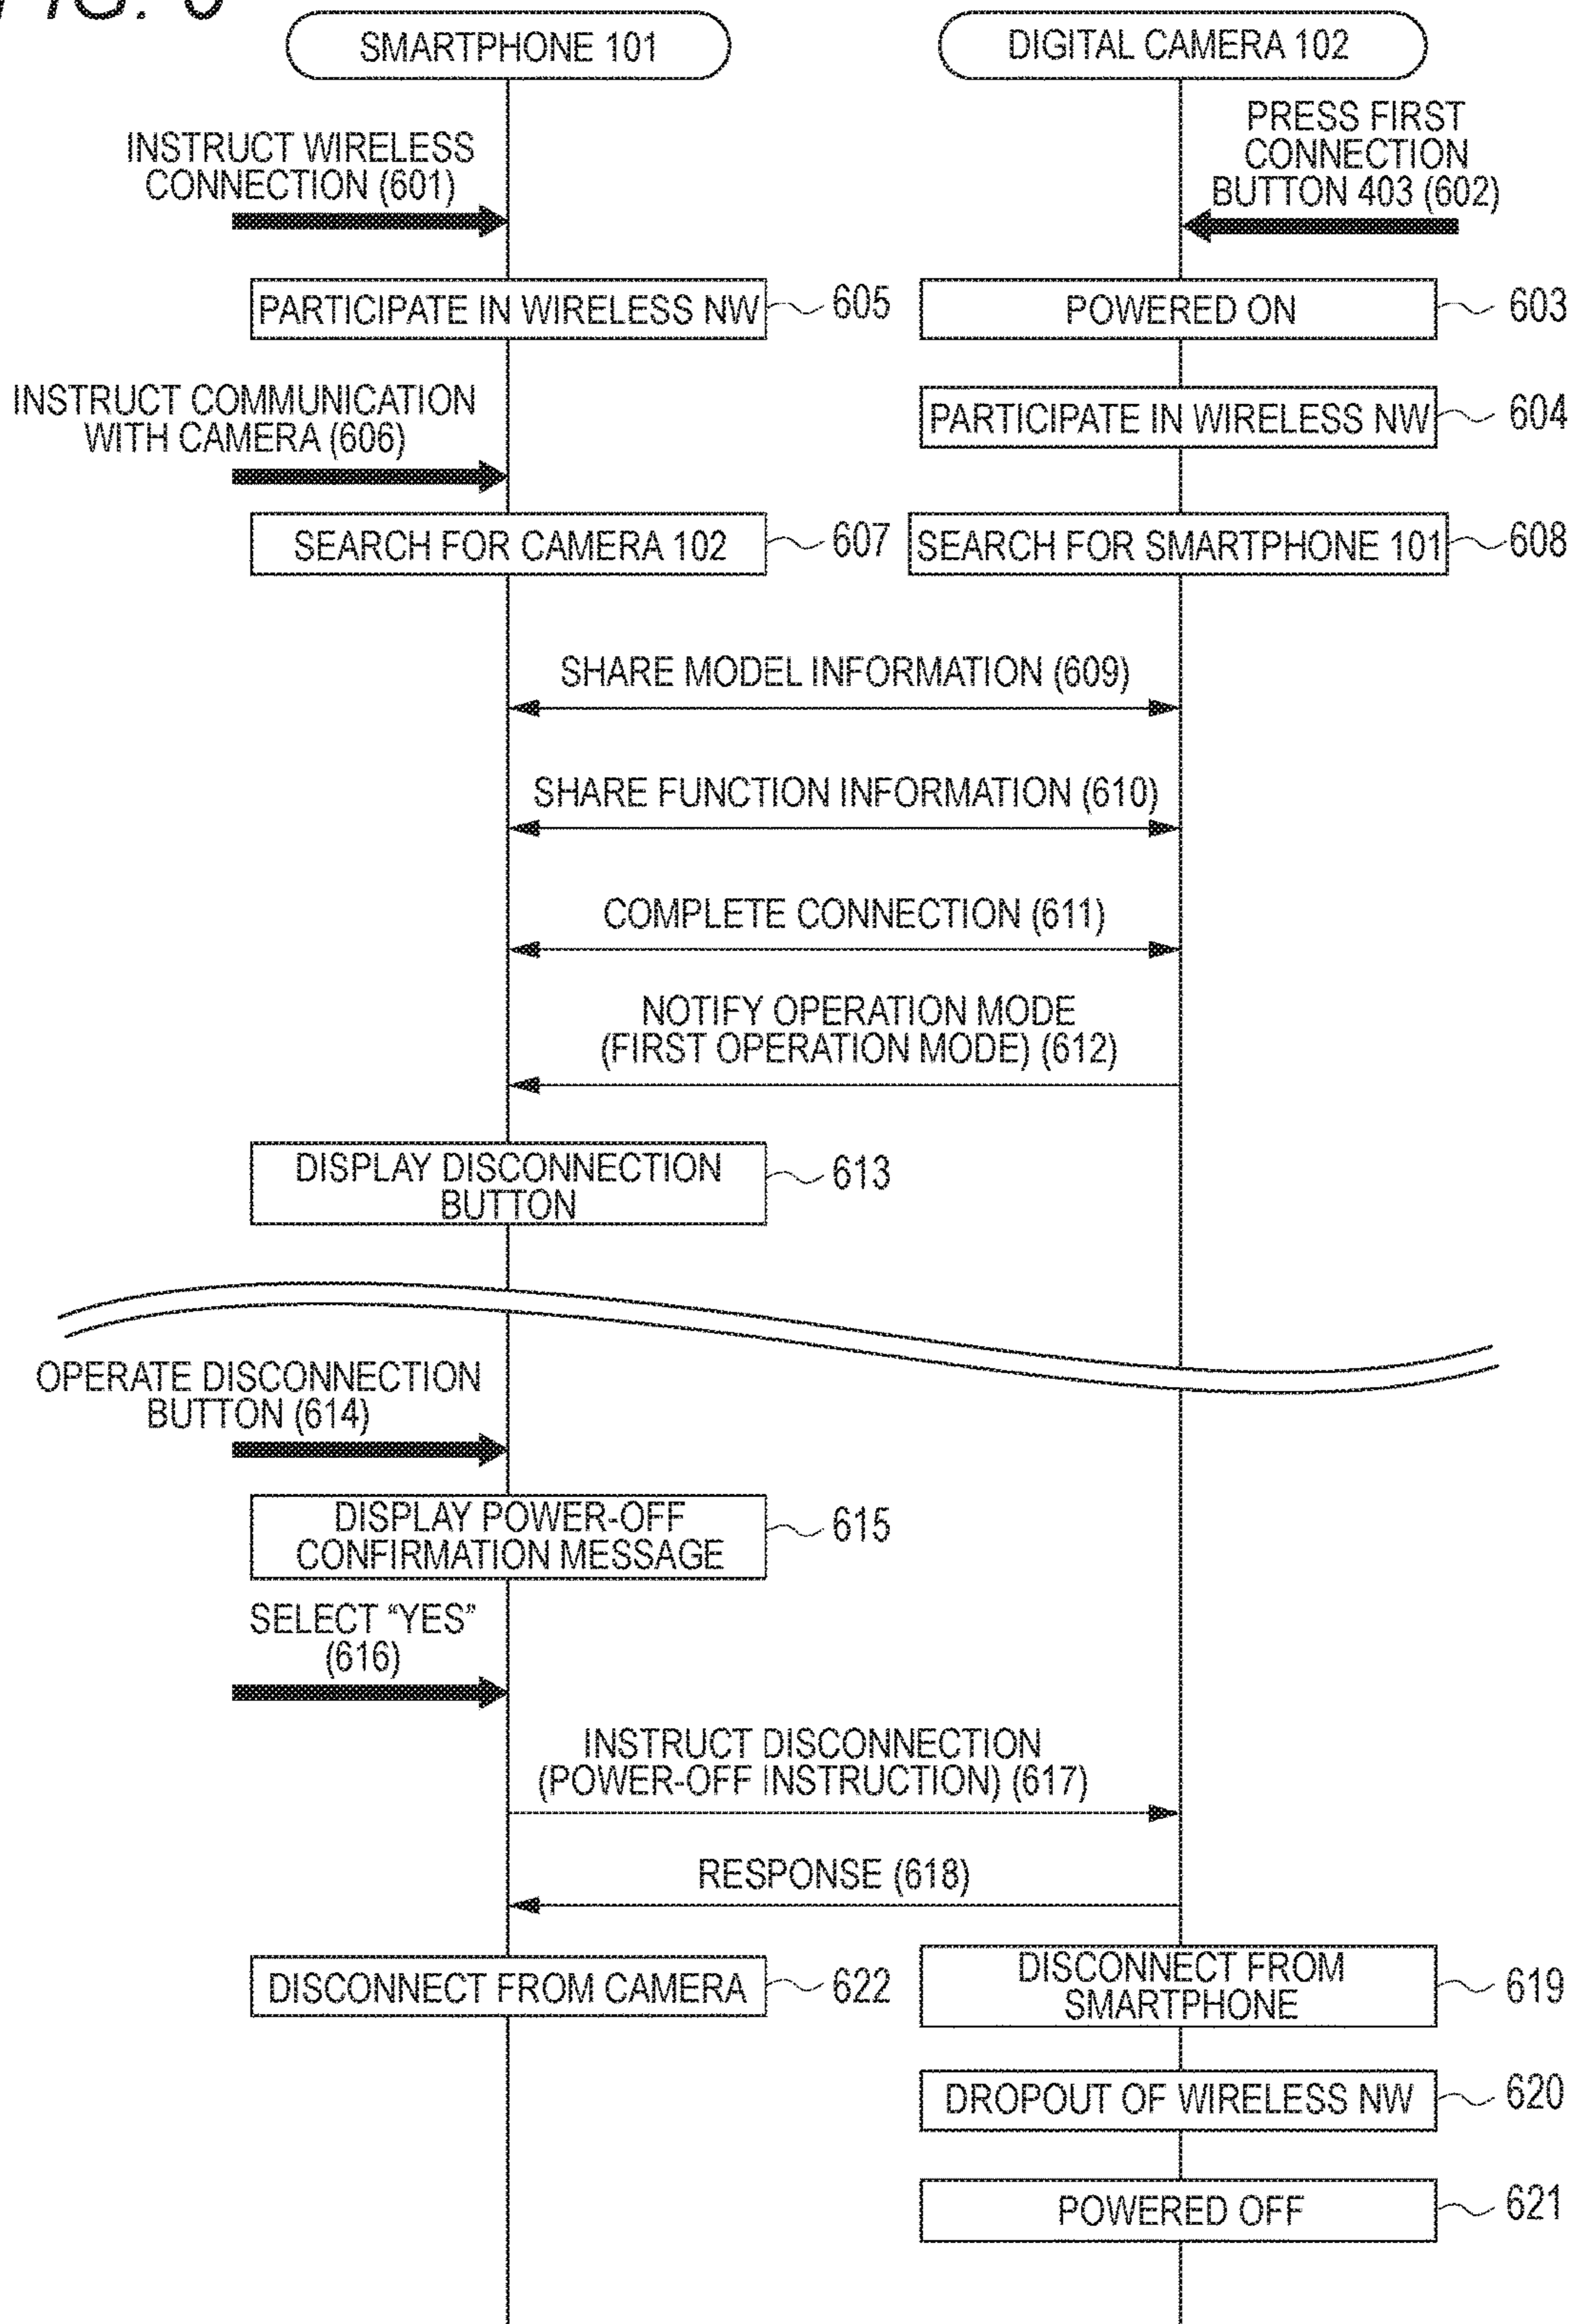 FIG. 6
SMARTPHONE 101
DIGITAL CAMERA 102
INSTRUCT WIRELESS
CONNECTION (601)
PRESS FIRST
CONNECTION
BUTTON 403 (602)
PARTICIPATE IN WIRELESS NW
605
POWERED ON
603
INSTRUCT COMMUNICATION
WITH CAMERA (606)
PARTICIPATE IN WIRELESS NW
604
SEARCH FOR CAMERA 102
607
SEARCH FOR SMARTPHONE 101
608
SHARE MODEL INFORMATION (609)
SHARE FUNCTION INFORMATION (610)
COMPLETE CONNECTION (611)
NOTIFY OPERATION MODE
(FIRST OPERATION MODE) (612)
DISPLAY DISCONNECTION
BUTTON
613
OPERATE DISCONNECTION
BUTTON (614)
DISPLAY POWER-OFF
CONFIRMATION MESSAGE
615
SELECT “YES”
(616)
INSTRUCT DISCONNECTION
(POWER-OFF INSTRUCTION) (617)
RESPONSE (618)
DISCONNECT FROM CAMERA
622
DISCONNECT FROM
SMARTPHONE
619
DROPOUT OF WIRELESS NW
620
POWERED OFF
621